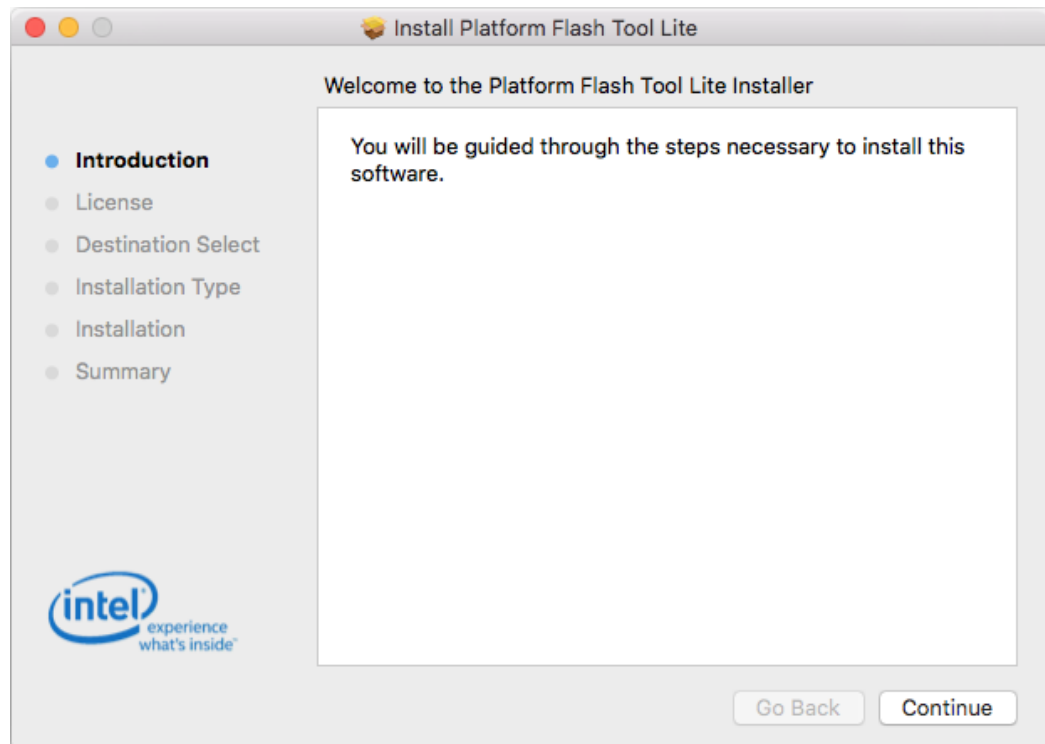 Install Platform Flash Tool Lite
Welcome to the Platform Flash Tool Lite Installer
Introduction
License
Destination Select
Installation Type
Installation
Summary
You will be guided through the steps necessary to install this
software.
intel
experience
what's inside™
Go Back
Continue